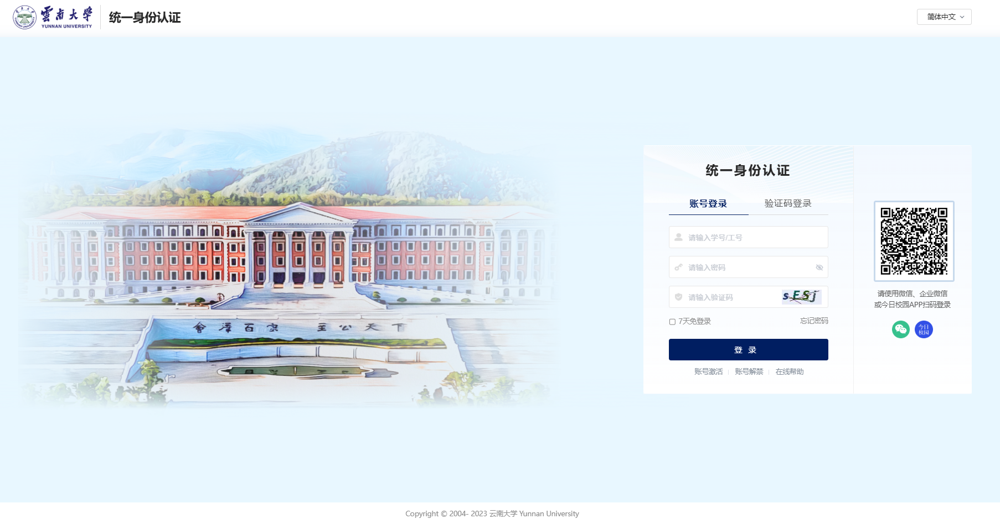 雲南大學
YUNNAN UNIVERSITY
统一身份认证
简体中文
會澤百家 至公天下
统一身份认证
账号登录 验证码登录
请输入学号/工号
请输入密码
请输入验证码
sESj
7天免登录 忘记密码
登 录
账号激活 账号解禁 在线帮助
请使用微信、企业微信
或今日校园APP扫码登录
今日
校园
Copyright © 2004- 2023 云南大学 Yunnan University